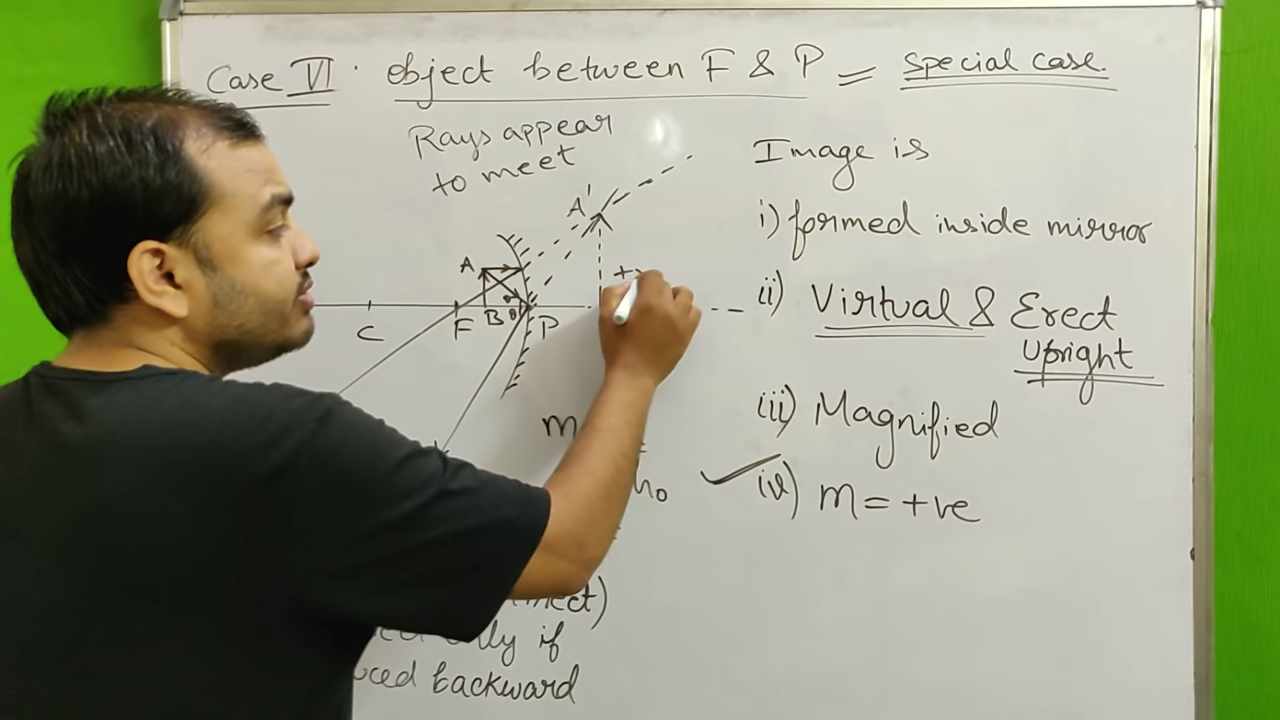 Case VI. object between F & P = special case.
Rays appear
to meet
Image is
A'
i) formed inside mirror
A
ii) Virtual & Erect
Upright
C F B θ θ P
iii) Magnified
m
h₀
iv) m = +ve
if
backward